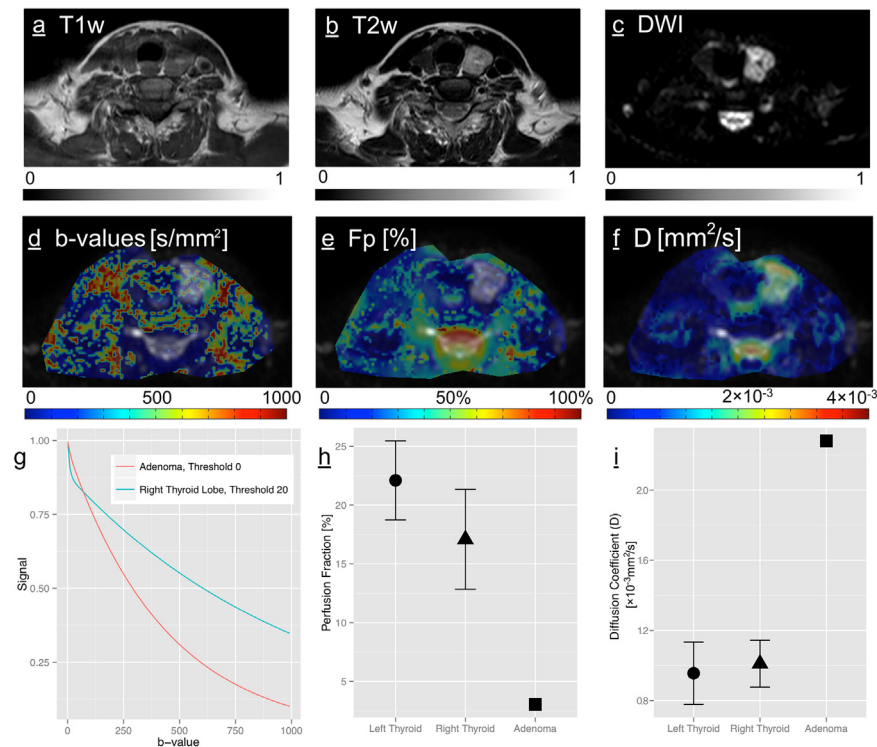 a T1w
b T2w
c DWI
0 1
0 1
0 1
d b-values [s/mm²]
e Fp [%]
f D [mm²/s]
0 500 1000
0 50% 100%
0 2×10⁻³ 4×10⁻³
g
1.00
0.75
0.50
0.25
Signal
Adenoma, Threshold 0
Right Thyroid Lobe, Threshold 20
0 250 500 750 1000
b-value
h
25
20
15
10
5
Perfusion Fraction [%]
Left Thyroid Right Thyroid Adenoma
i
2.0
1.6
1.2
0.8
Diffusion Coefficient (D)
[×10⁻³mm²/s]
Left Thyroid Right Thyroid Adenoma